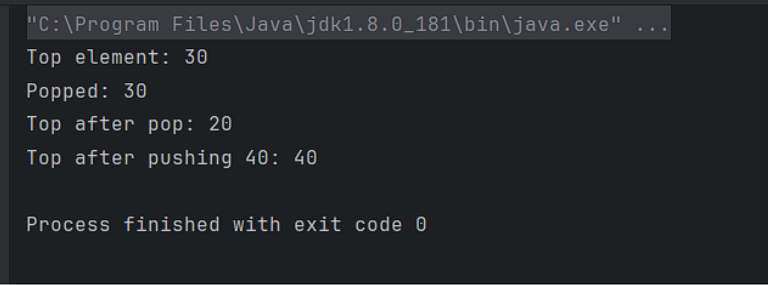 "C:\Program Files\Java\jdk1.8.0_181\bin\java.exe" ...
Top element: 30
Popped: 30
Top after pop: 20
Top after pushing 40: 40
Process finished with exit code 0